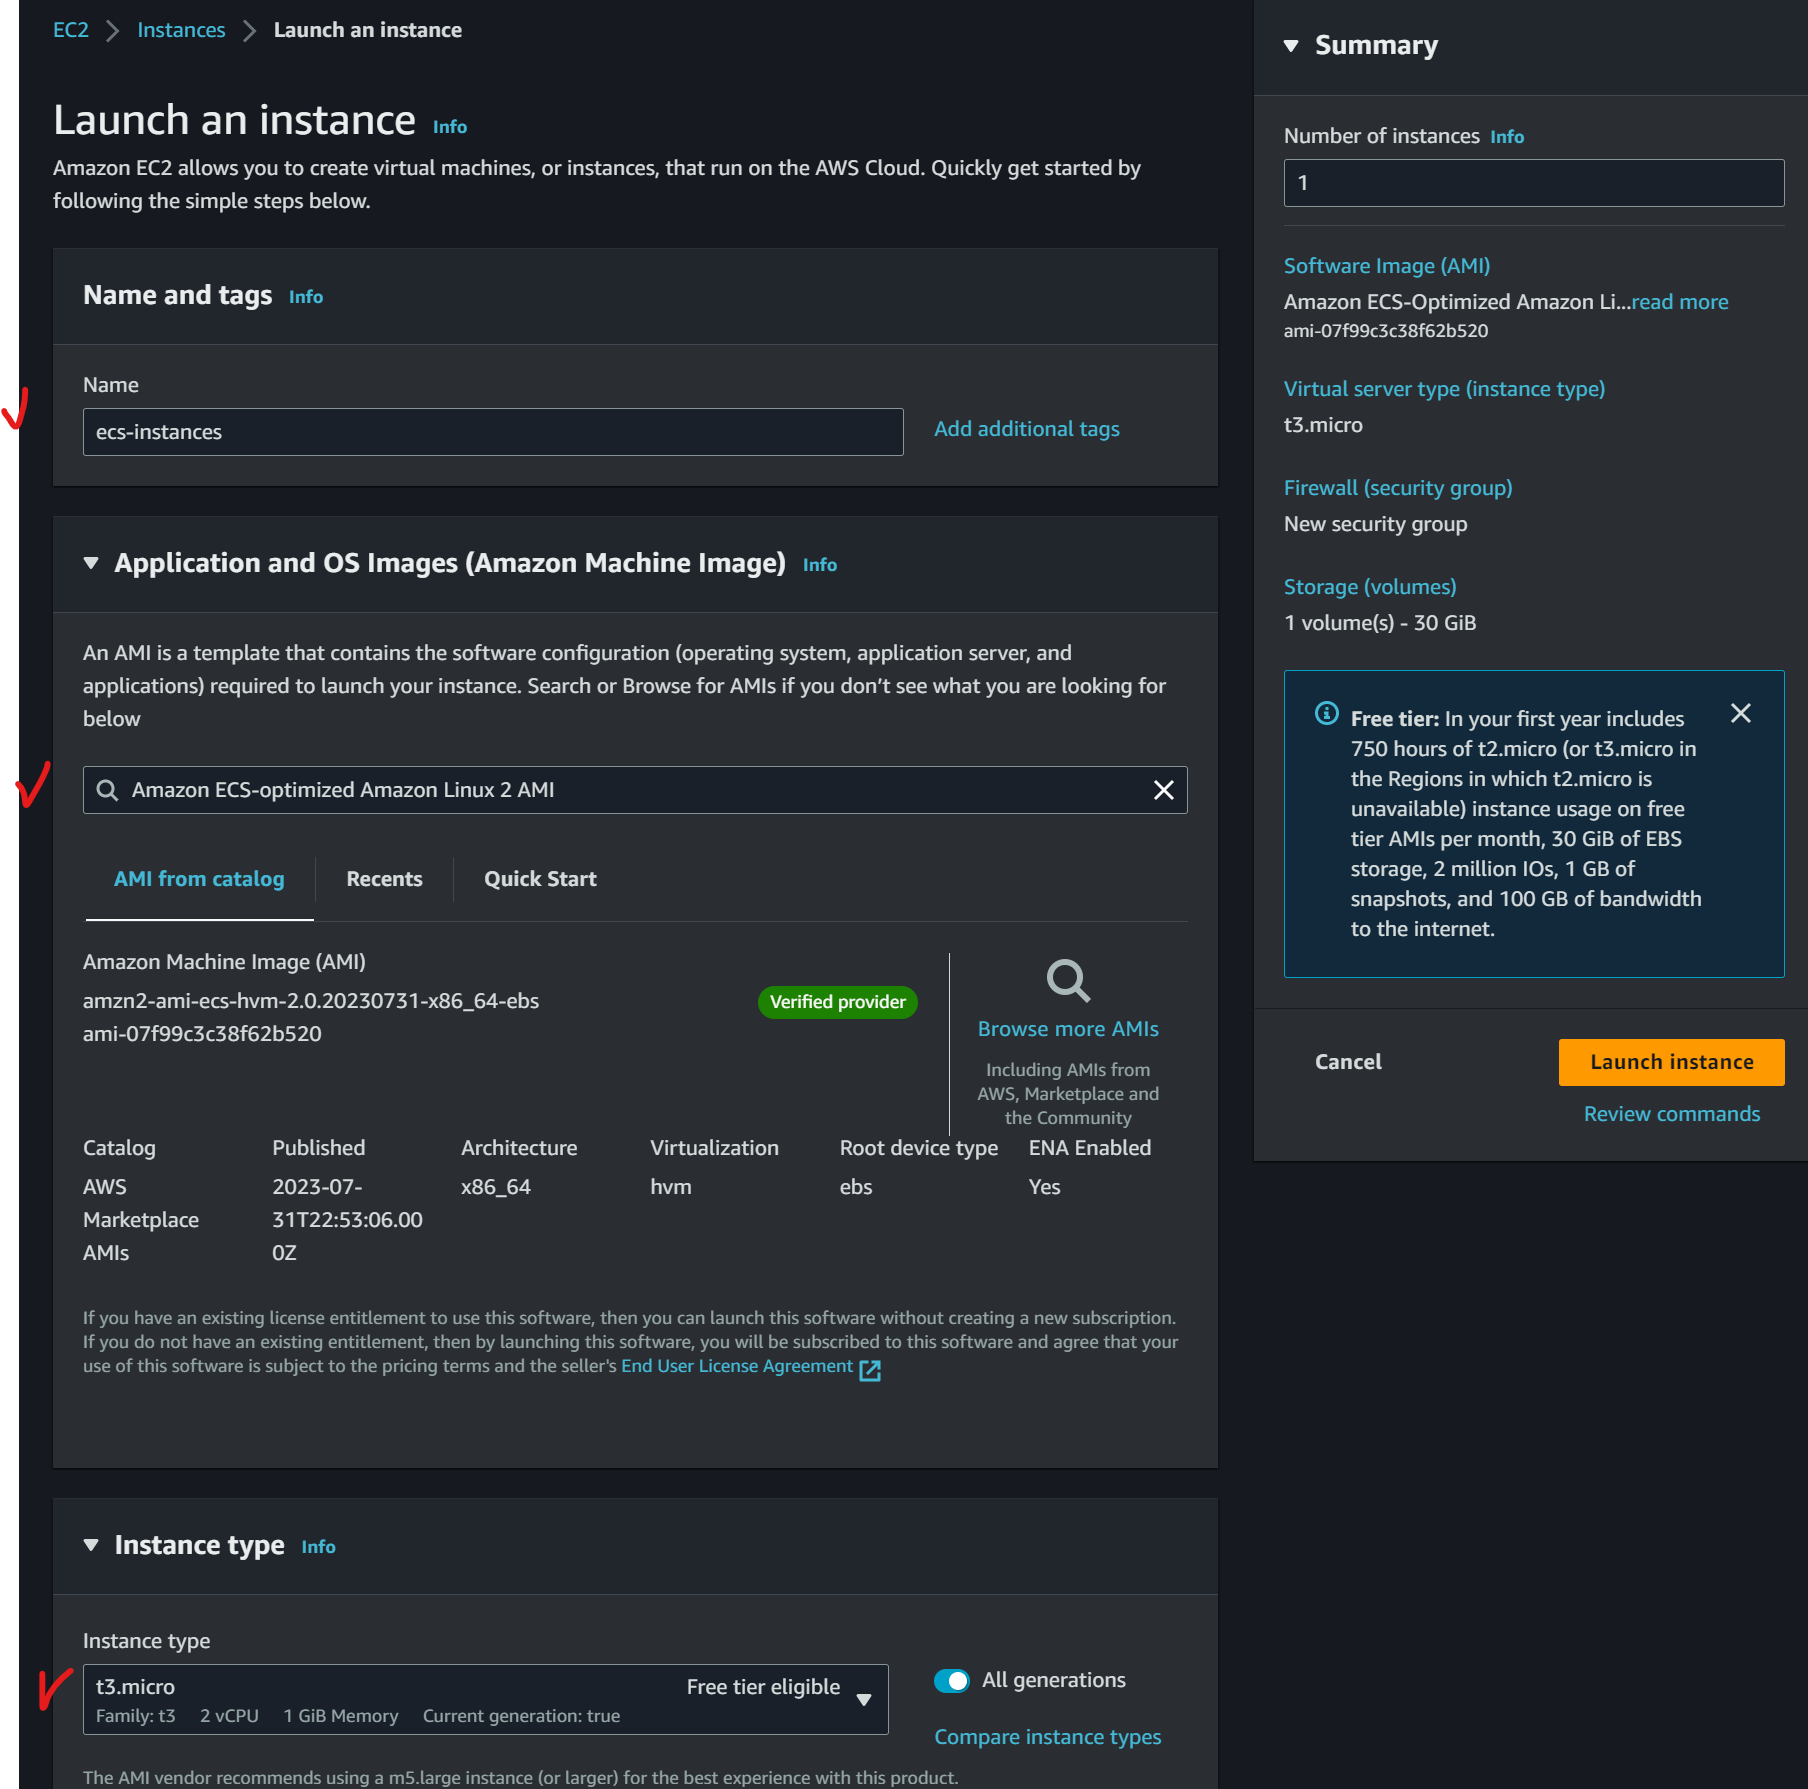 EC2 Instances Launch an instance
Launch an instance Info
Amazon EC2 allows you to create virtual machines, or instances, that run on the AWS Cloud. Quickly get started by
following the simple steps below.
Name and tags Info
Name
ecs-instances
Add additional tags
Application and OS Images (Amazon Machine Image) Info
An AMI is a template that contains the software configuration (operating system, application server, and
applications) required to launch your instance. Search or Browse for AMIs if you don’t see what you are looking for
below
Amazon ECS-optimized Amazon Linux 2 AMI
AMI from catalog Recents Quick Start
Amazon Machine Image (AMI)
amzn2-ami-ecs-hvm-2.0.20230731-x86_64-ebs
ami-07f99c3c38f62b520
Verified provider
Browse more AMIs
Including AMIs from
AWS, Marketplace and
the Community
Catalog Published Architecture Virtualization Root device type ENA Enabled
AWS 2023-07- x86_64 hvm ebs Yes
Marketplace 31T22:53:06.00
AMIs 0Z
If you have an existing license entitlement to use this software, then you can launch this software without creating a new subscription.
If you do not have an existing entitlement, then by launching this software, you will be subscribed to this software and agree that your
use of this software is subject to the pricing terms and the seller's End User License Agreement
Instance type Info
Instance type
t3.micro Free tier eligible
Family: t3 2 vCPU 1 GiB Memory Current generation: true
All generations
Compare instance types
The AMI vendor recommends using a m5.large instance (or larger) for the best experience with this product.
Summary
Number of instances Info
1
Software Image (AMI)
Amazon ECS-Optimized Amazon Li...read more
ami-07f99c3c38f62b520
Virtual server type (instance type)
t3.micro
Firewall (security group)
New security group
Storage (volumes)
1 volume(s) - 30 GiB
Free tier: In your first year includes
750 hours of t2.micro (or t3.micro in
the Regions in which t2.micro is
unavailable) instance usage on free
tier AMIs per month, 30 GiB of EBS
storage, 2 million IOs, 1 GB of
snapshots, and 100 GB of bandwidth
to the internet.
Cancel Launch instance
Review commands